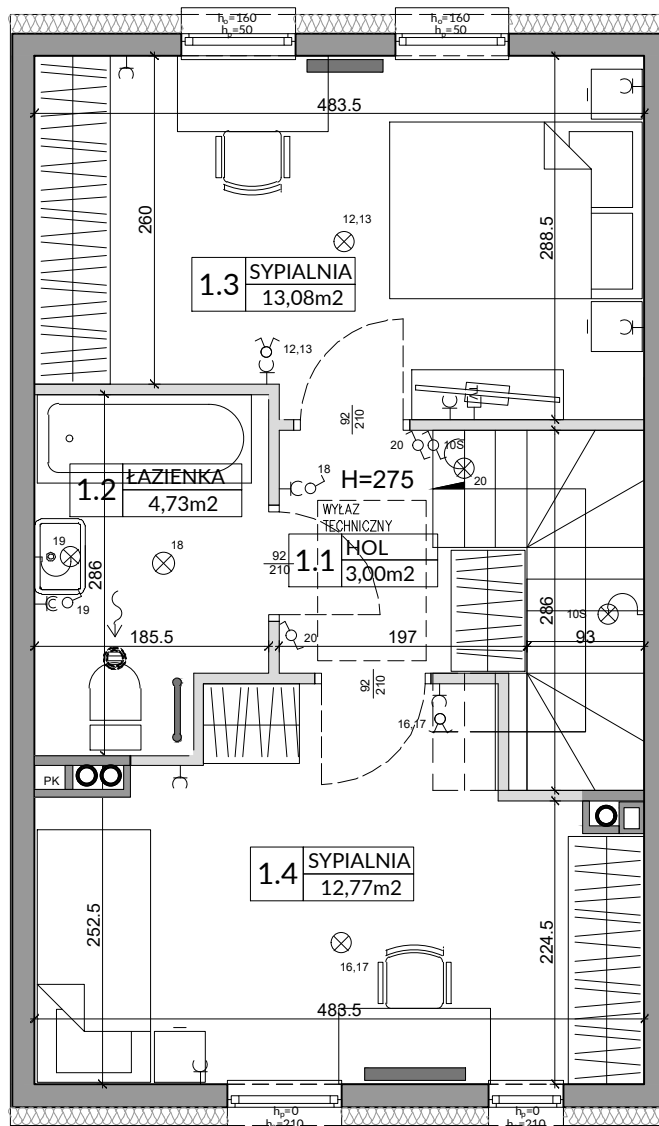 hₒ=160
hₚ=50
hₒ=160
hₚ=50
483.5
260
288.5
12,13
1.3 SYPIALNIA
13,08m2
12,13
92
210
20
10S
18
H=275
20
1.2 ŁAZIENKA
4,73m2
WYŁAZ
TECHNICZNY
1.1 HOL
3,00m2
92
210
19
18
286
19
286
10S
20
185.5
197
93
92
210
16,17
PK
1.4 SYPIALNIA
12,77m2
252.5
224.5
16,17
483.5
hₚ=0
hₒ=210
hₚ=0
hₒ=210